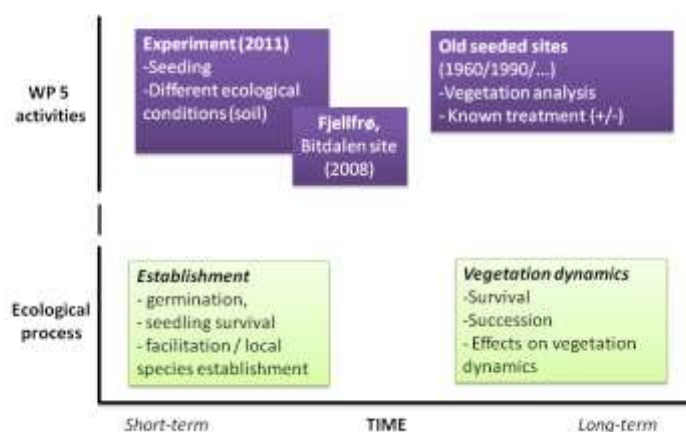 WP 5
activities
Experiment (2011)
-Seeding
-Different ecological
conditions (soil)
Fjellfrø,
Bitdalen site
(2008)
Old seeded sites
(1960/1990/...)
-Vegetation analysis
- Known treatment (+/-)
Ecological
process
Establishment
- germination,
- seedling survival
- facilitation / local
species establishment
Vegetation dynamics
-Survival
-Succession
- Effects on vegetation
dynamics
Short-term
TIME
Long-term